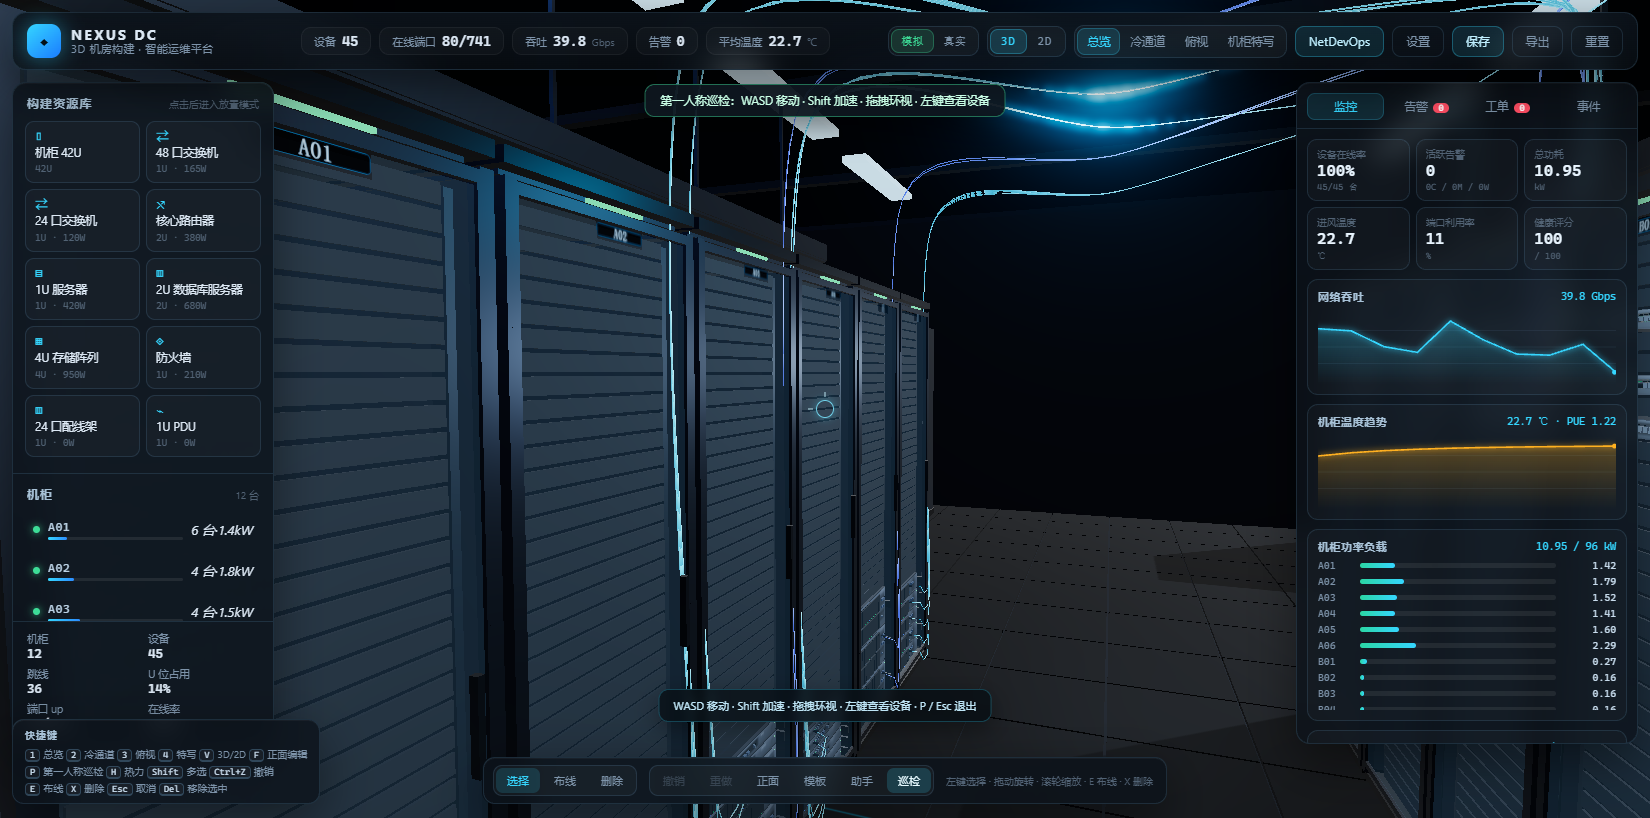 NEXUS DC
3D 机房构建 · 智能运维平台
设备 45
在线端口 80/741
吞吐 39.8 Gbps
告警 0
平均温度 22.7 ℃
模拟 真实
3D 2D
总览 冷通道 俯视 机柜特写
NetDevOps
设置
保存
导出
重置
第一人称巡检：WASD 移动 · Shift 加速 · 拖拽环视 · 左键查看设备
构建资源库 点击后进入放置模式
机柜 42U
42U
48 口交换机
1U · 165W
24 口交换机
1U · 120W
核心路由器
2U · 380W
1U 服务器
1U · 420W
2U 数据库服务器
2U · 680W
4U 存储阵列
4U · 950W
防火墙
1U · 210W
24 口配线架
1U · 0W
1U PDU
1U · 0W
机柜 12 台
A01 6 台·1.4kW
A02 4 台·1.8kW
A03 4 台·1.5kW
机柜 设备
12 45
跳线 U 位占用
36 14%
端口 up 在线率
快捷键
1 总览 2 冷通道 3 俯视 4 特写 V 3D/2D F 正面编辑
P 第一人称巡检 H 热力 Shift 多选 Ctrl+Z 撤销
E 布线 X 删除 Esc 取消 Del 移除选中
A01
A02
WASD 移动 · Shift 加速 · 拖拽环视 · 左键查看设备 · P / Esc 退出
选择 布线 删除
撤销 重做 正面 模板 助手 巡检
左键选择 · 拖动旋转 · 滚轮缩放 · E 布线 · X 删除
监控 告警 0 工单 0 事件
设备在线率
100%
45/45 台
活跃告警
0
0C / 0M / 0W
总功耗
10.95
kW
进风温度
22.7
℃
端口利用率
11
%
健康评分
100
/ 100
网络吞吐 39.8 Gbps
机柜温度趋势 22.7 ℃ · PUE 1.22
机柜功率负载 10.95 / 96 kW
A01 1.42
A02 1.79
A03 1.52
A04 1.41
A05 1.60
A06 2.29
B01 0.27
B02 0.16
B03 0.16
B04 0.16